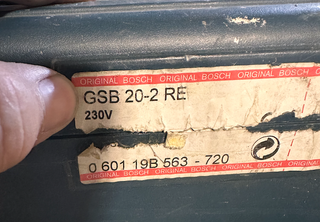 ORIGINAL BOSCH ORIGINAL BOSCH ORIGINAL BOSCH
GSB 20-2 RE
230V
0 601 19B 563 - 720
ORIGINAL BOSCH ORIGINAL BOSCH ORIGINAL